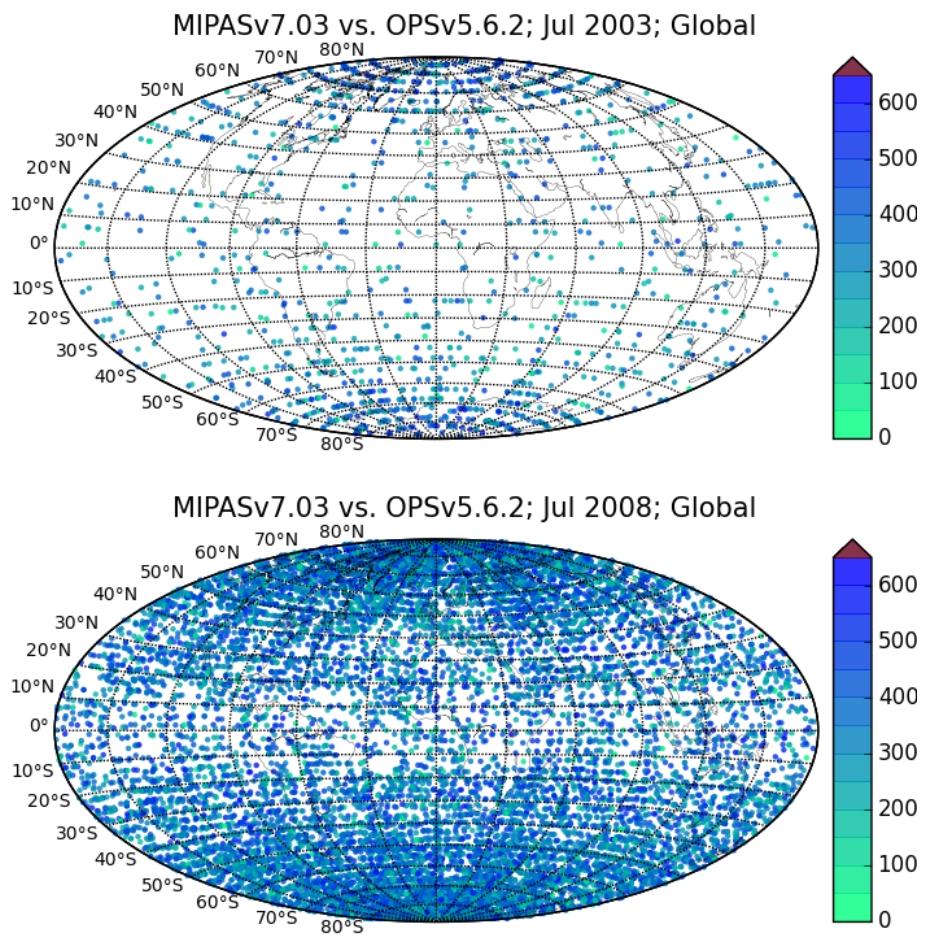 MIPASv7.03 vs. OPSv5.6.2; Jul 2003; Global
80°N
70°N
60°N
50°N
40°N
30°N
20°N
10°N
0°
10°S
20°S
30°S
40°S
50°S
60°S
70°S
80°S
600
500
400
300
200
100
0
MIPASv7.03 vs. OPSv5.6.2; Jul 2008; Global
80°N
70°N
60°N
50°N
40°N
30°N
20°N
10°N
0°
10°S
20°S
30°S
40°S
50°S
60°S
70°S
80°S
600
500
400
300
200
100
0